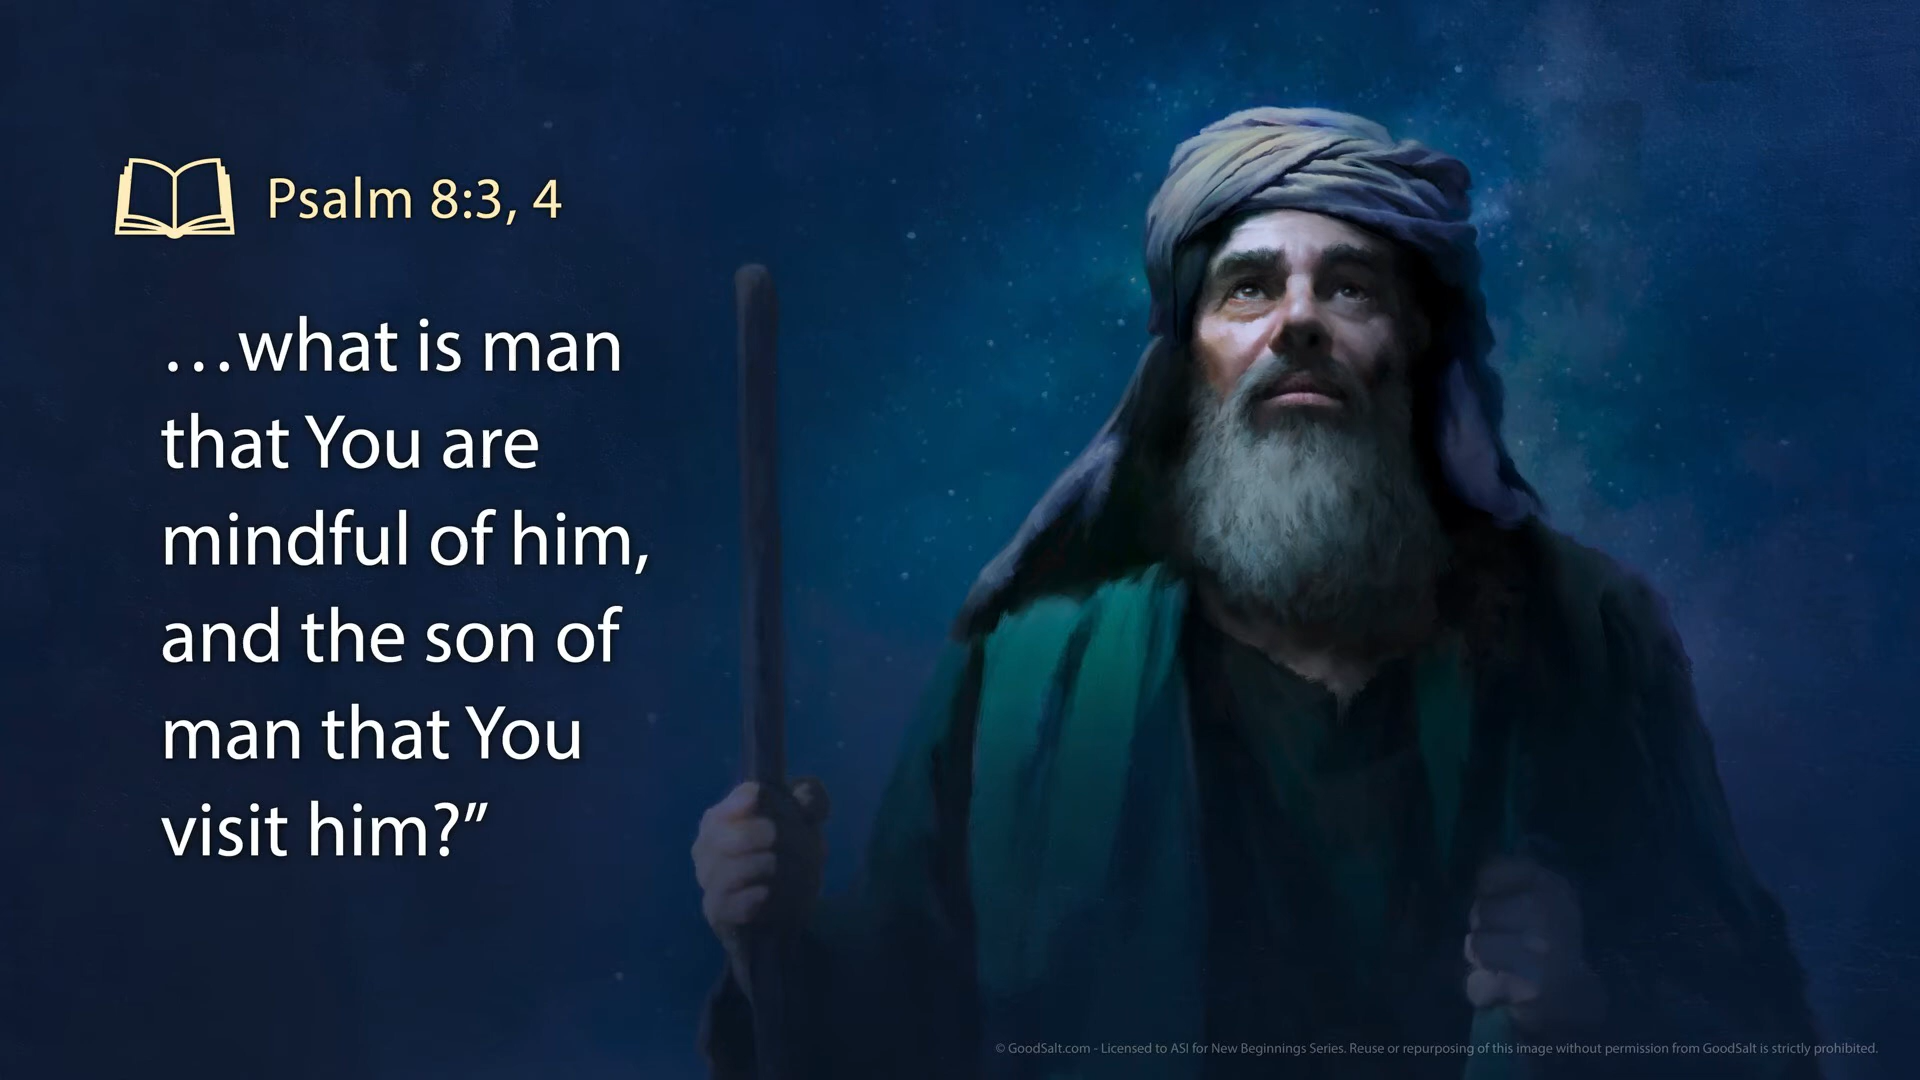 Psalm 8:3, 4
…what is man
that You are
mindful of him,
and the son of
man that You
visit him?”
© GoodSalt.com - Licensed to ASI for New Beginnings Series. Reuse or repurposing of this image without permission from GoodSalt is strictly prohibited.